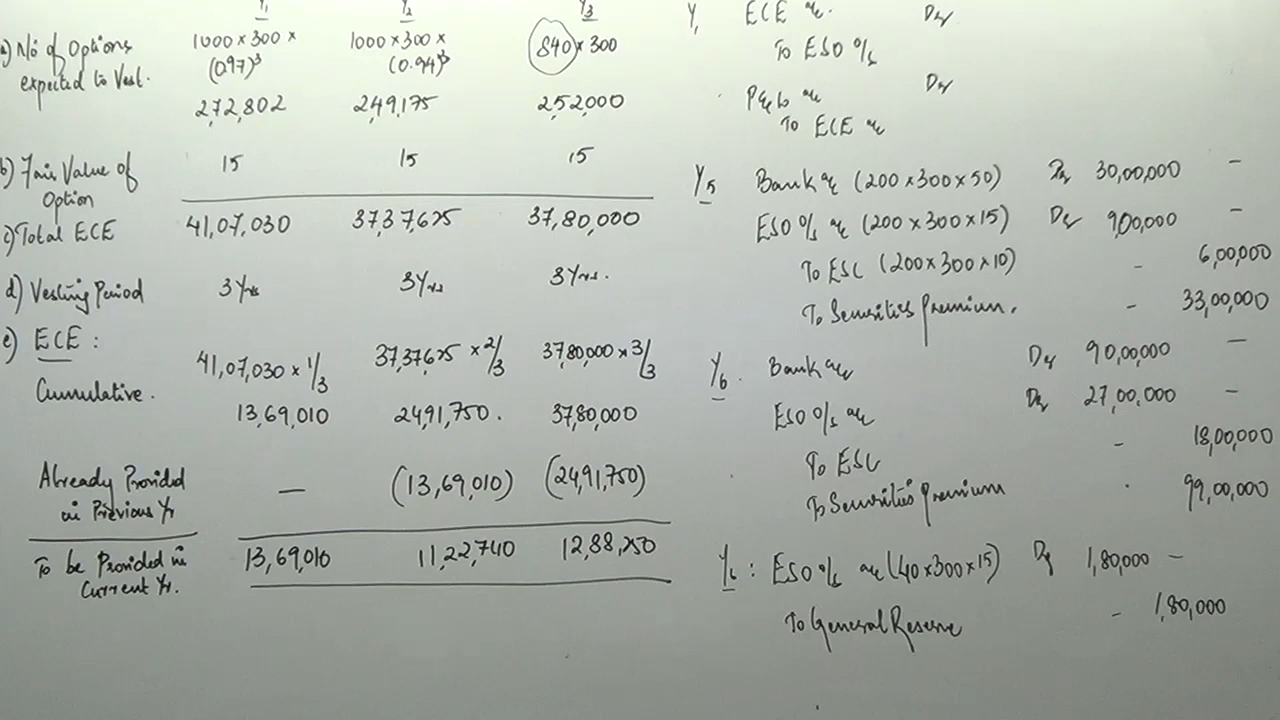 Y1 Y2 Y3
a) No of Options 1000 × 300 × 1000 × 300 × 840 × 300
expected to Vest. (0.97)³ (0.94)³
2,72,802 2,49,175 2,52,000
b) Fair Value of 15 15 15
Option
c) Total ECE 41,07,030 37,37,625 37,80,000
d) Vesting Period 3 Yrs 3 Yrs 3 Yrs.
e) ECE :
Cumulative. 41,07,030 × 1/3 37,37,625 × 2/3 37,80,000 × 3/3
13,69,010 24,91,750. 37,80,000
Already Provided — (13,69,010) (24,91,750)
in Previous Yr
To be Provided in 13,69,010 11,22,740 12,88,250
Current Yr.
Y1 ECE a/c. Dr
To ESO o/s
P&L a/c Dr
To ECE a/c
Y5 Bank a/c (200 × 300 × 50) Dr 30,00,000 –
ESO o/s a/c (200 × 300 × 15) Dr 9,00,000 –
To ESC (200 × 300 × 10) – 6,00,000
To Securities Premium. – 33,00,000
Y6. Bank a/c Dr 90,00,000 –
ESO o/s a/c Dr 27,00,000 –
To ESC – 18,00,000
To Securities Premium . 99,00,000
Y6 : ESO o/s a/c (40 × 300 × 15) Dr 1,80,000 –
To General Reserve – 1,80,000